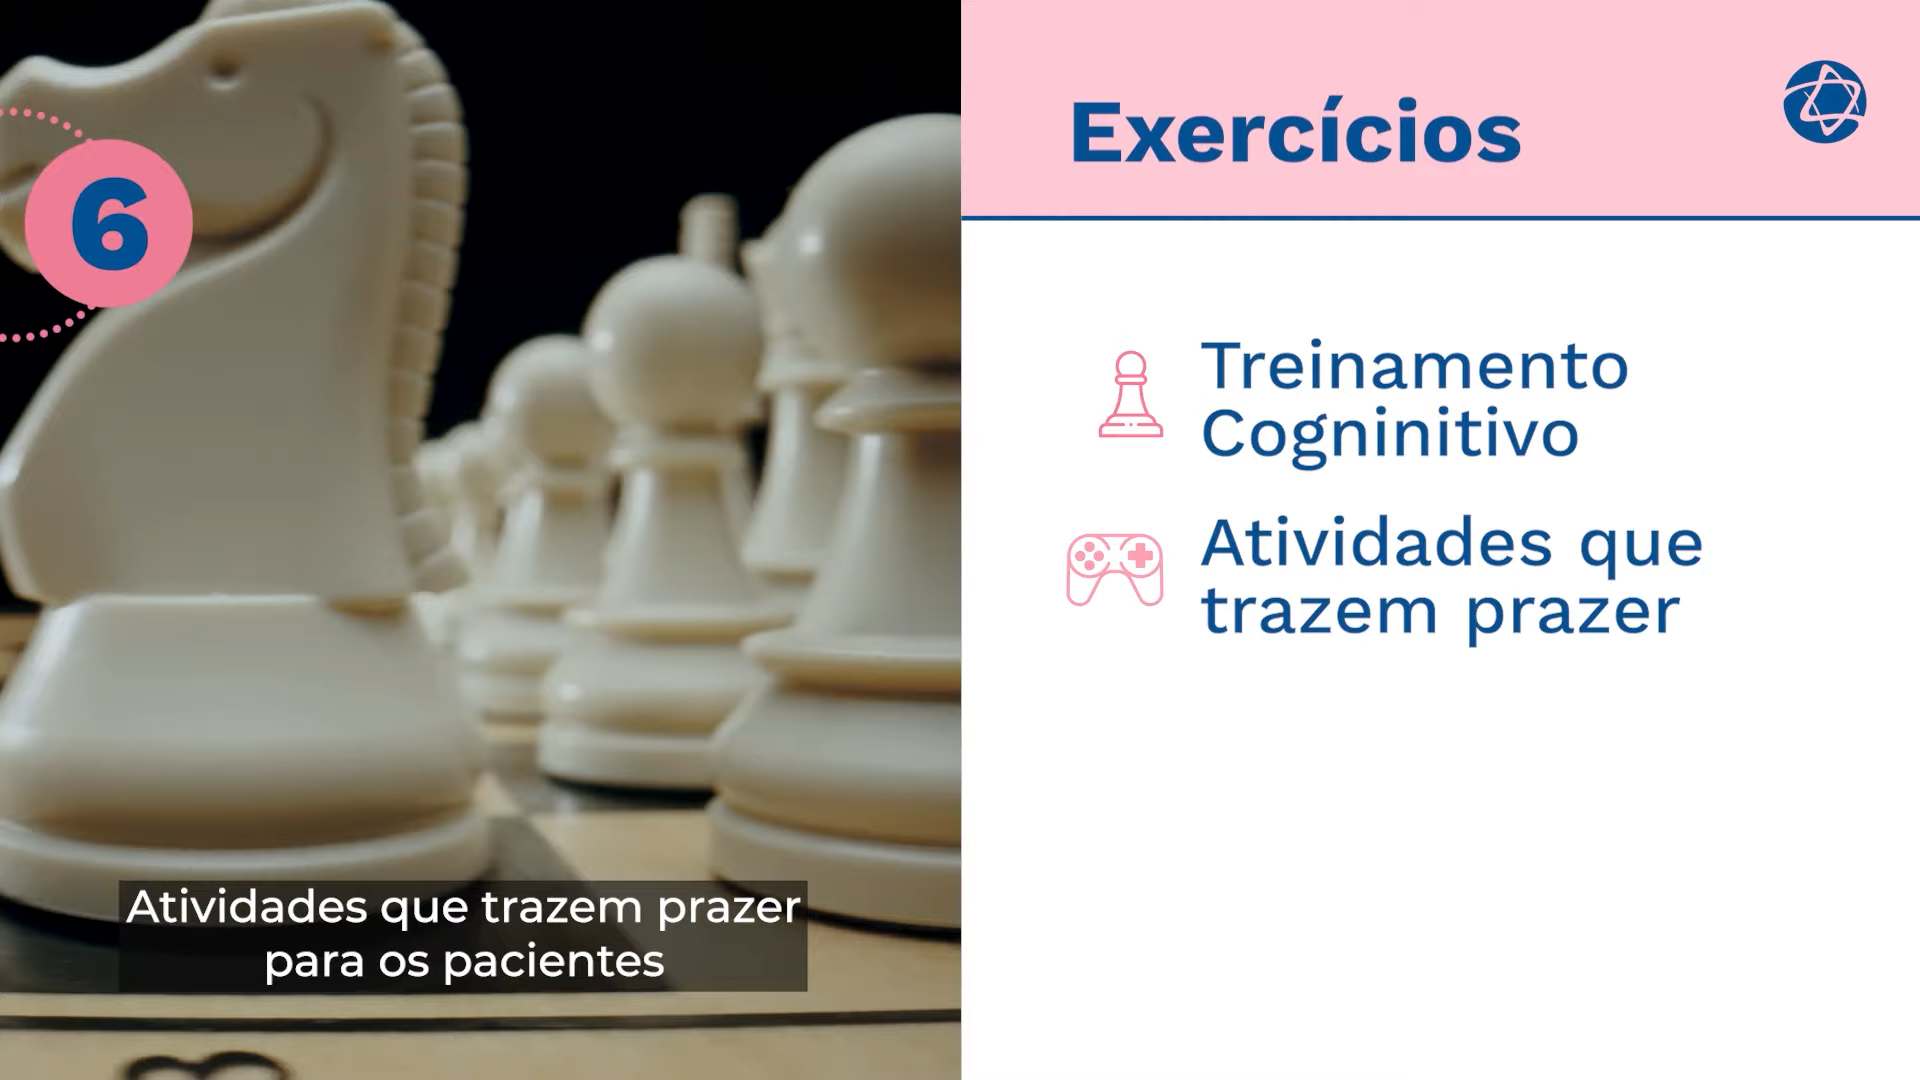 6
Exercícios
Treinamento
Cogninitivo
Atividades que
trazem prazer
Atividades que trazem prazer
para os pacientes